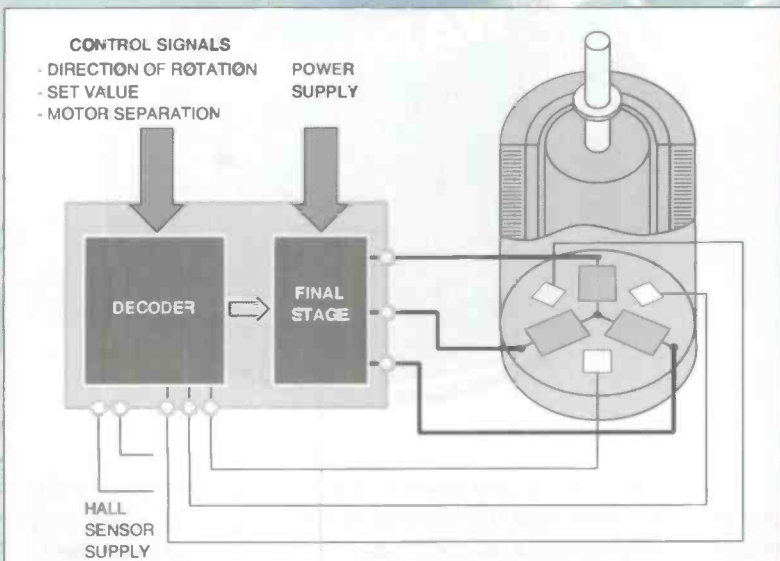 CONTROL SIGNALS
- DIRECTION OF ROTATION
- SET VALUE
- MOTOR SEPARATION
POWER
SUPPLY
DECODER
FINAL
STAGE
HALL
SENSOR
SUPPLY